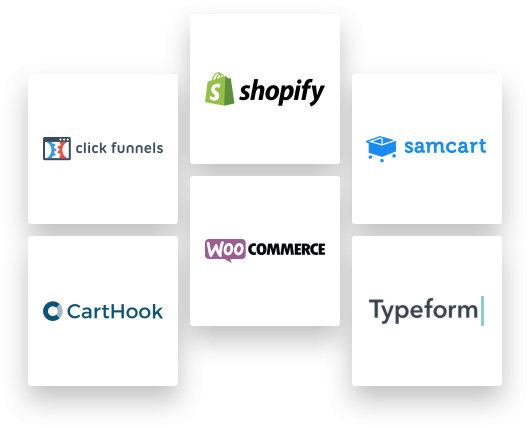 S shopify
click funnels
samcart
WOO COMMERCE
CartHook
Typeform